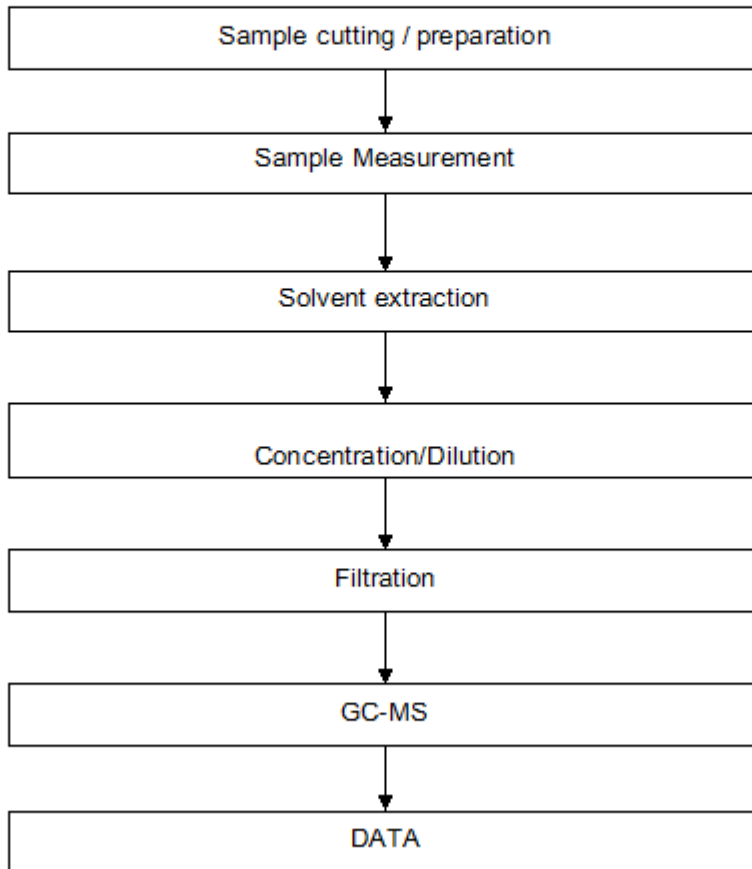 Sample cutting / preparation
Sample Measurement
Solvent extraction
Concentration/Dilution
Filtration
GC-MS
DATA